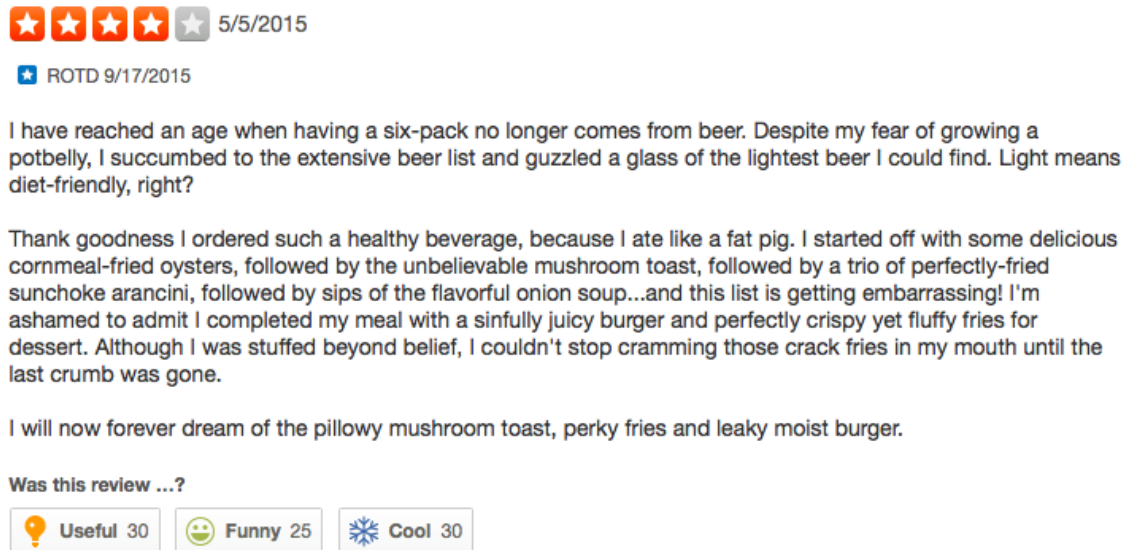 5/5/2015
ROTD 9/17/2015
I have reached an age when having a six-pack no longer comes from beer. Despite my fear of growing a
potbelly, I succumbed to the extensive beer list and guzzled a glass of the lightest beer I could find. Light means
diet-friendly, right?
Thank goodness I ordered such a healthy beverage, because I ate like a fat pig. I started off with some delicious
cornmeal-fried oysters, followed by the unbelievable mushroom toast, followed by a trio of perfectly-fried
sunchoke arancini, followed by sips of the flavorful onion soup...and this list is getting embarrassing! I'm
ashamed to admit I completed my meal with a sinfully juicy burger and perfectly crispy yet fluffy fries for
dessert. Although I was stuffed beyond belief, I couldn't stop cramming those crack fries in my mouth until the
last crumb was gone.
I will now forever dream of the pillowy mushroom toast, perky fries and leaky moist burger.
Was this review ...?
Useful 30 Funny 25 Cool 30